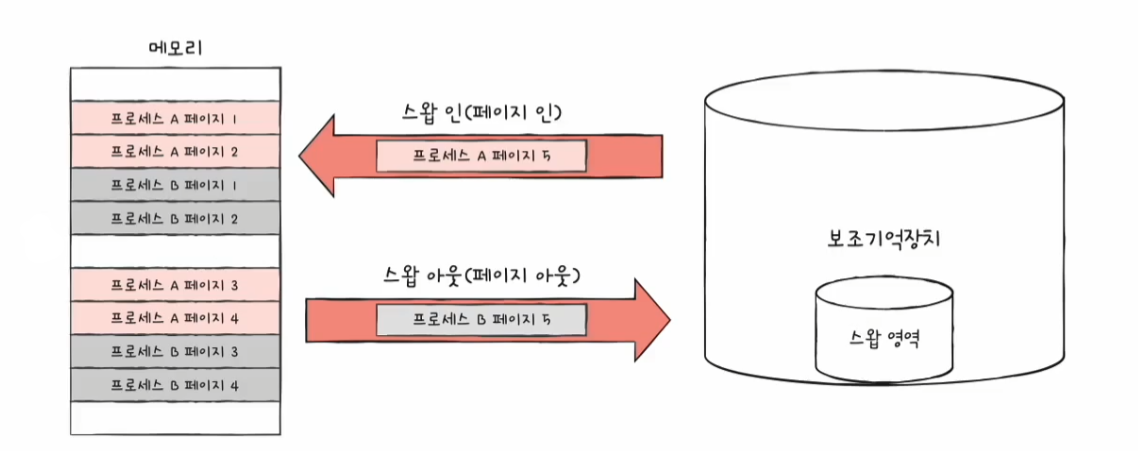 메모리
프로세스 A 페이지 1
프로세스 A 페이지 2
프로세스 B 페이지 1
프로세스 B 페이지 2
프로세스 A 페이지 3
프로세스 A 페이지 4
프로세스 B 페이지 3
프로세스 B 페이지 4
스왑 인(페이지 인)
프로세스 A 페이지 5
스왑 아웃(페이지 아웃)
프로세스 B 페이지 5
보조기억장치
스왑 영역